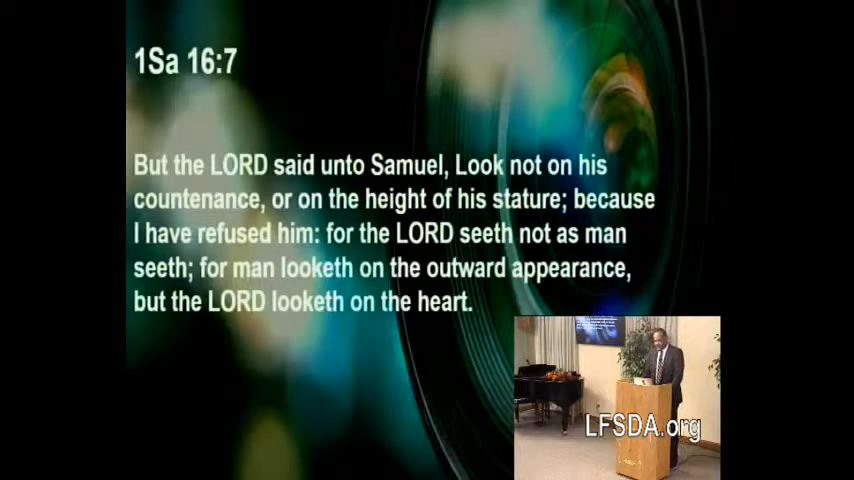 1Sa 16:7
But the LORD said unto Samuel, Look not on his
countenance, or on the height of his stature; because
I have refused him: for the LORD seeth not as man
seeth; for man looketh on the outward appearance,
but the LORD looketh on the heart.
LFSDA.org